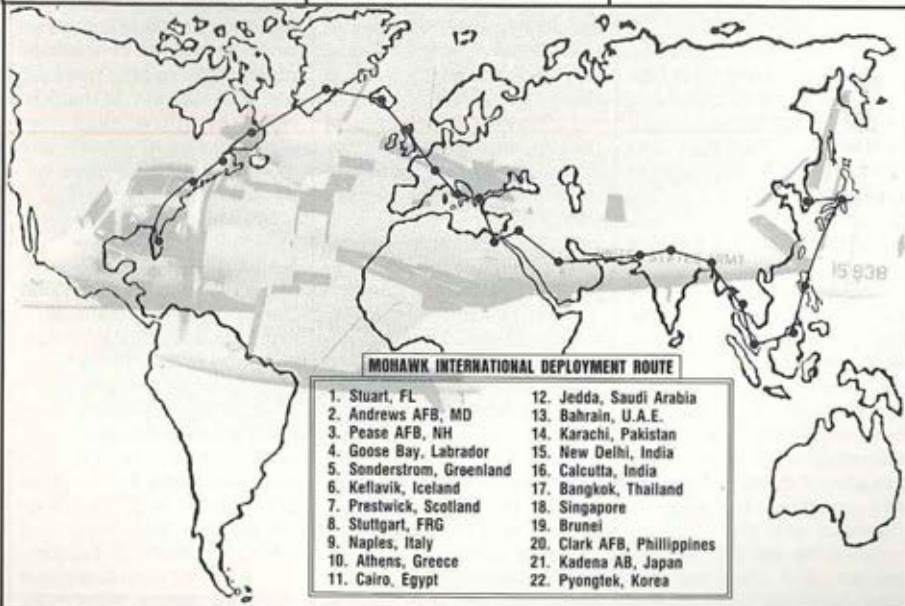 15938
MOHAWK INTERNATIONAL DEPLOYMENT ROUTE
1. Stuart, FL
2. Andrews AFB, MD
3. Pease AFB, NH
4. Goose Bay, Labrador
5. Sonderstrom, Greenland
6. Keflavik, Iceland
7. Prestwick, Scotland
8. Stuttgart, FRG
9. Naples, Italy
10. Athens, Greece
11. Cairo, Egypt
12. Jedda, Saudi Arabia
13. Bahrain, U.A.E.
14. Karachi, Pakistan
15. New Delhi, India
16. Calcutta, India
17. Bangkok, Thailand
18. Singapore
19. Brunei
20. Clark AFB, Phillippines
21. Kadena AB, Japan
22. Pyongtek, Korea